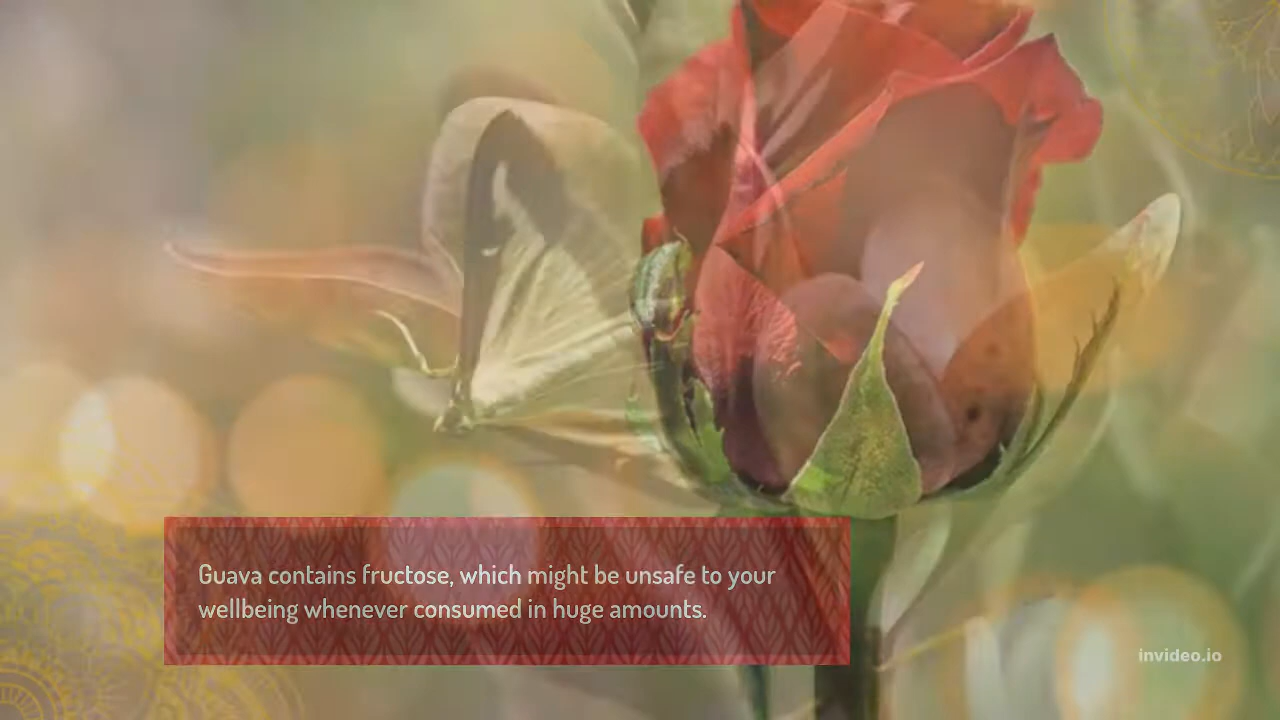 Guava contains fructose, which might be unsafe to your
wellbeing whenever consumed in huge amounts.
invideo.io